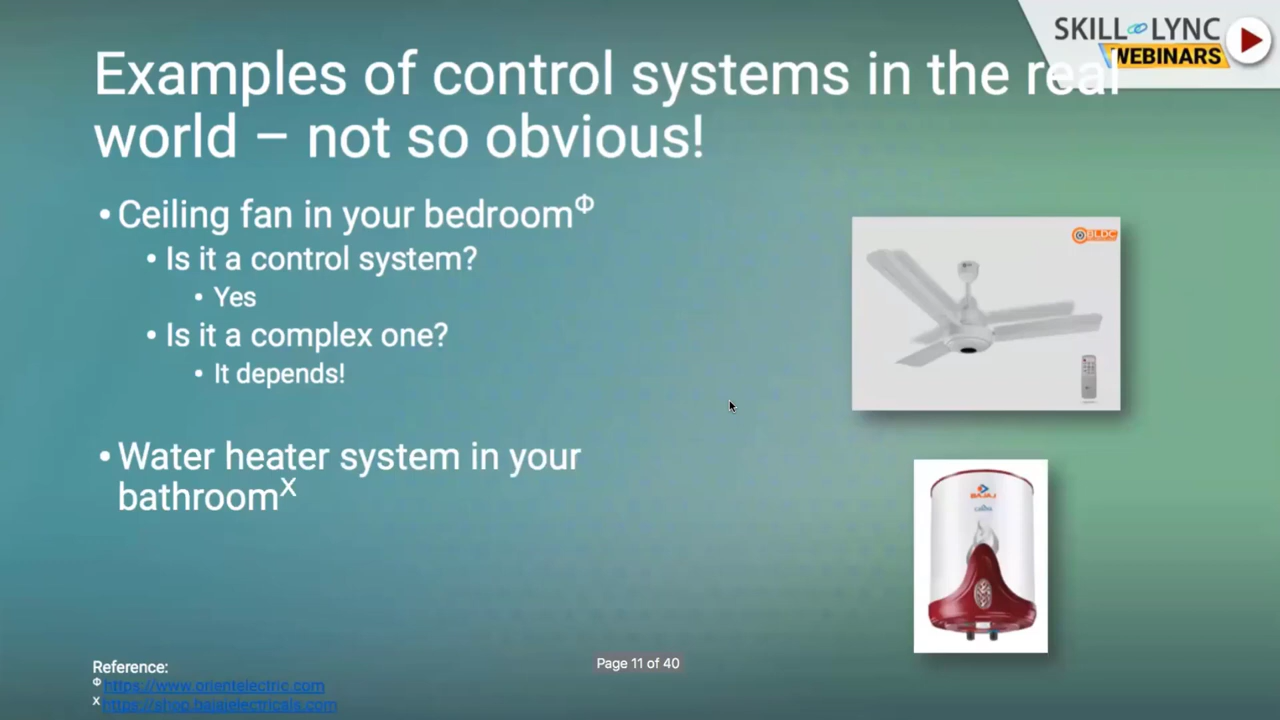 SKILL LYNC
WEBINARS
Examples of control systems in the real
world – not so obvious!
• Ceiling fan in your bedroomΦ
• Is it a control system?
• Yes
• Is it a complex one?
• It depends!
• Water heater system in your
bathroomX
BLDC
BAJAJ
Page 11 of 40
Reference:
Φ https://www.orientelectric.com
X https://shop.bajajelectricals.com